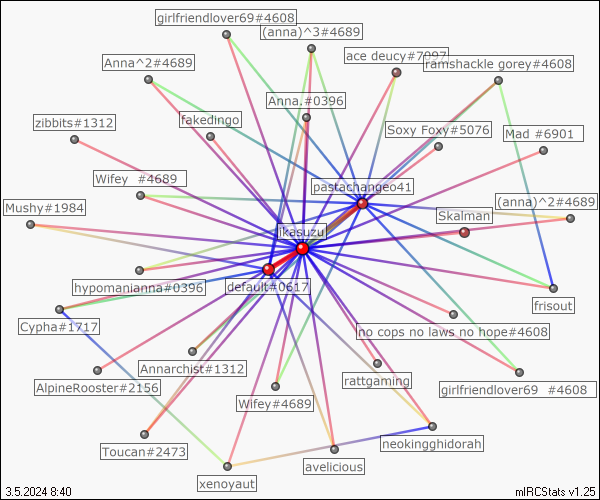 girlfriendlover69#4608
(anna)^3#4689
ace deucy#7097
ramshackle gorey#4608
Anna^2#4689
Anna.#0396
zibbits#1312
fakedingo
Soxy Foxy#5076
Mad #6901
Wifey  #4689
pastachangeo41
(anna)^2#4689
Mushy#1984
Skalman
ikasuzu
hypomanianna#0396
default#0617
frisout
Cypha#1717
no cops no laws no hope#4608
Annarchist#1312
AlpineRooster#2156
rattgaming
girlfriendlover69  #4608
Wifey#4689
Toucan#2473
neokingghidorah
avelicious
xenoyaut
3.5.2024 8:40
mIRCStats v1.25